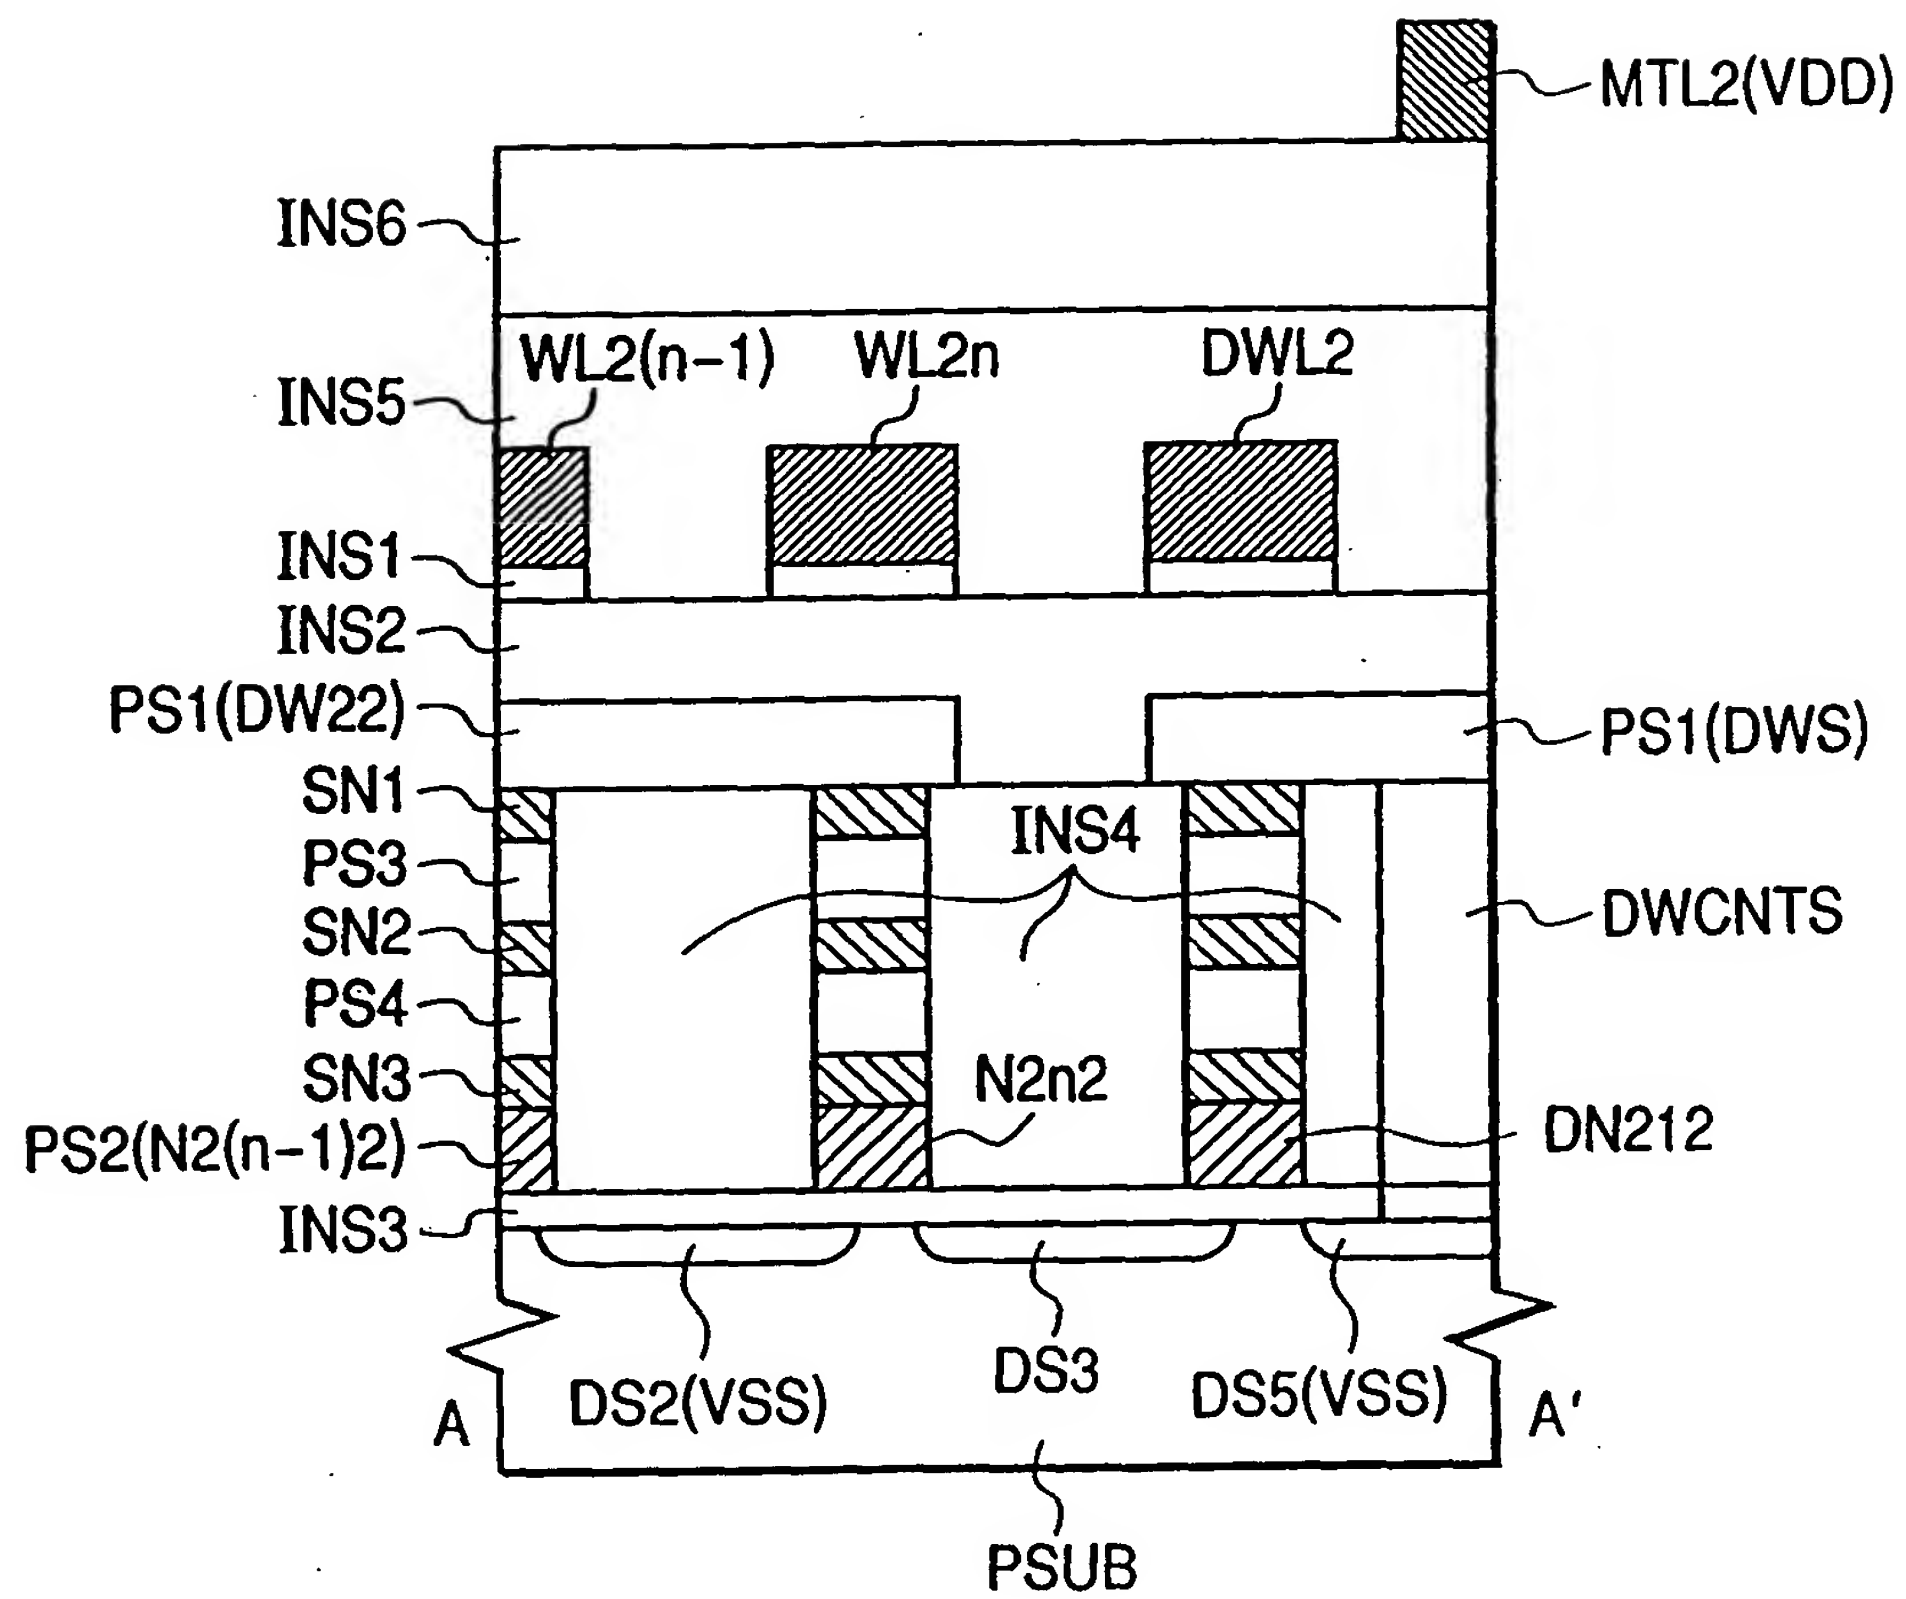 MTL2(VDD)
INS6
WL2(n-1)
WL2n
DWL2
INS5
INS1
INS2
PS1(DW22)
PS1(DWS)
SN1
INS4
PS3
DWCNTS
SN2
PS4
SN3
N2n2
DN212
PS2(N2(n-1)2)
INS3
DS2(VSS)
DS3
DS5(VSS)
A
A'
PSUB